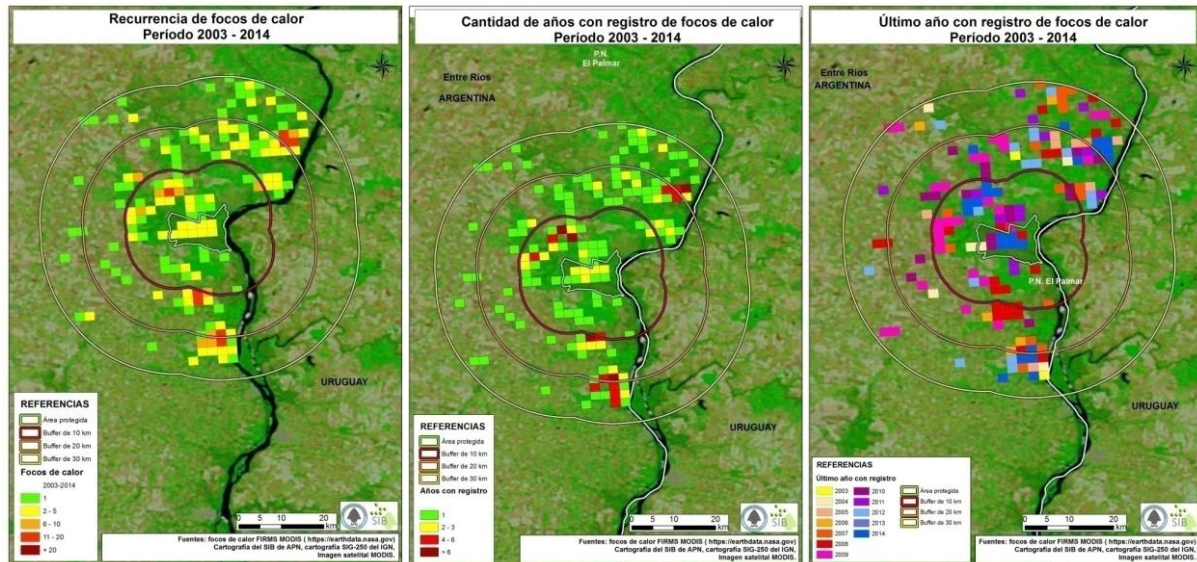 Recurrencia de focos de calor
Período 2003 - 2014
URUGUAY
REFERENCIAS
Área protegida
Buffer de 10 km
Buffer de 20 km
Buffer de 30 km
Focos de calor
2003-2014
1
2 - 5
6 - 10
11 - 20
+ 20
0 5 10 20
km
SIB
Fuentes: focos de calor FIRMS MODIS ( https://earthdata.nasa.gov)
Cartografía del SIB de APN, cartografía SIG-250 del IGN,
Imagen satelital MODIS.
Cantidad de años con registro de focos de calor
Período 2003 - 2014
P.N.
El Palmar
Entre Ríos
ARGENTINA
URUGUAY
REFERENCIAS
Área protegida
Buffer de 10 km
Buffer de 20 km
Buffer de 30 km
Años con registro
1
2 - 3
4 - 6
> 6
0 5 10 20
km
SIB
Fuentes: focos de calor FIRMS MODIS ( https://earthdata.nasa.gov)
Cartografía del SIB de APN, cartografía SIG-250 del IGN,
Imagen satelital MODIS.
Último año con registro de focos de calor
Período 2003 - 2014
Entre Ríos
ARGENTINA
P.N. El Palmar
URUGUAY
REFERENCIAS
Último año con registro
2003
2004
2005
2006
2007
2008
2009
2010
2011
2012
2013
2014
Área protegida
Buffer de 10 km
Buffer de 20 km
Buffer de 30 km
0 5 10 20
km
SIB
Fuentes: focos de calor FIRMS MODIS ( https://earthdata.nasa.gov)
Cartografía del SIB de APN, cartografía SIG-250 del IGN,
Imagen satelital MODIS.